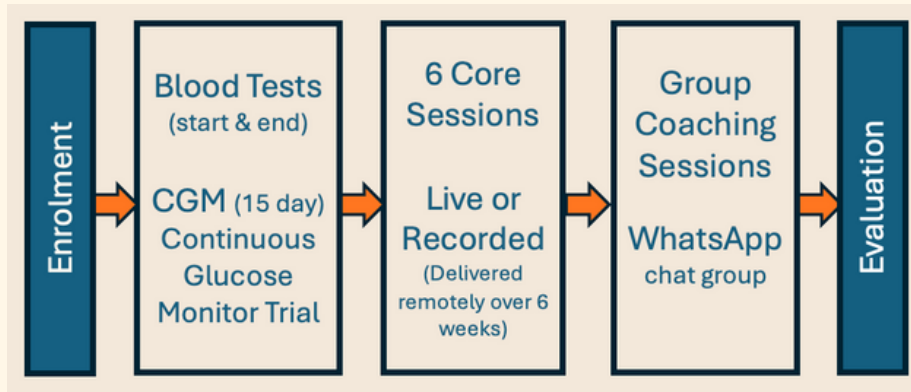 Enrolment
Blood Tests
(start & end)
CGM (15 day)
Continuous
Glucose
Monitor Trial
6 Core
Sessions
Live or
Recorded
(Delivered
remotely over 6
weeks)
Group
Coaching
Sessions
WhatsApp
chat group
Evaluation